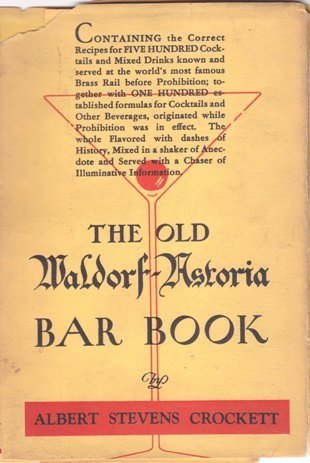 CONTAINING the Correct
Recipes for FIVE HUNDRED Cock-
tails and Mixed Drinks known and
served at the world's most famous
Brass Rail before Prohibition; to-
gether with ONE HUNDRED es-
tablished formulas for Cocktails and
Other Beverages, originated while
Prohibition was in effect. The
whole Flavored with dashes of
History, Mixed in a shaker of Anec-
dote and Served with a Chaser of
Illuminative Information.
THE OLD
Waldorf-Astoria
BAR BOOK
by
ALBERT STEVENS CROCKETT